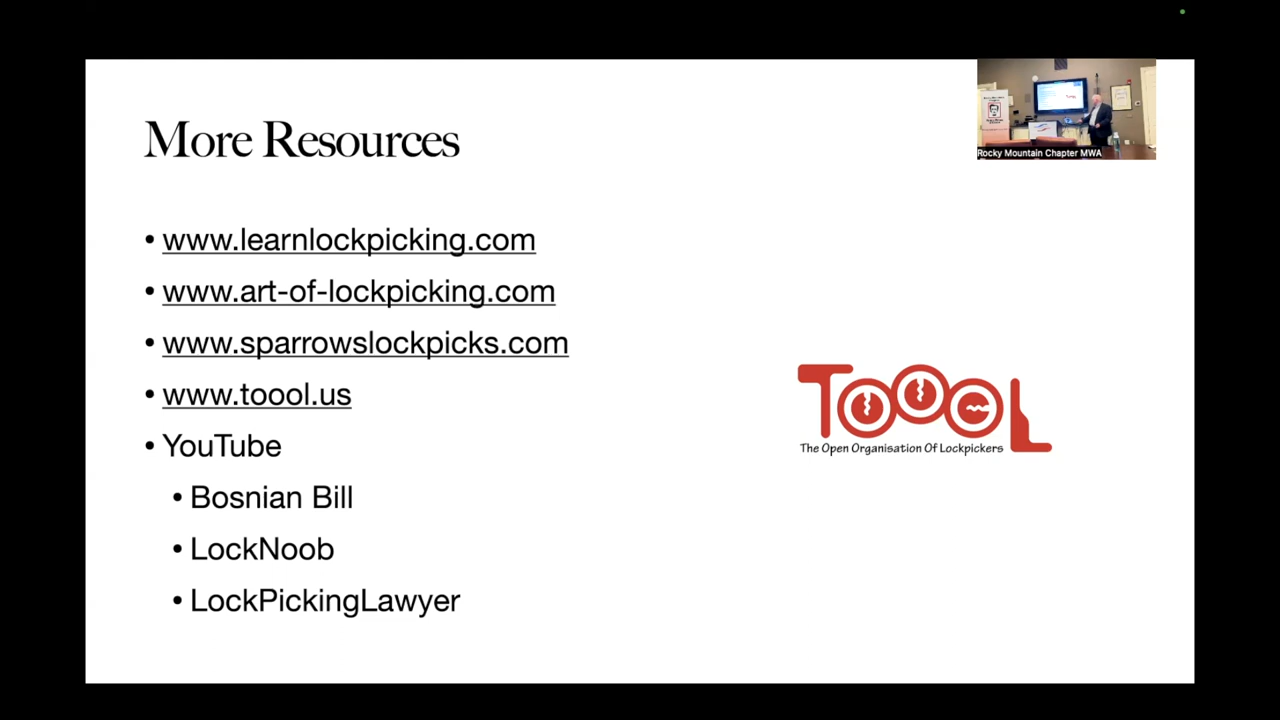 More Resources
Rocky Mountain Chapter MWA
• www.learnlockpicking.com
• www.art-of-lockpicking.com
• www.sparrowslockpicks.com
• www.toool.us
• YouTube
• Bosnian Bill
• LockNoob
• LockPickingLawyer
TOOOL
The Open Organisation Of Lockpickers